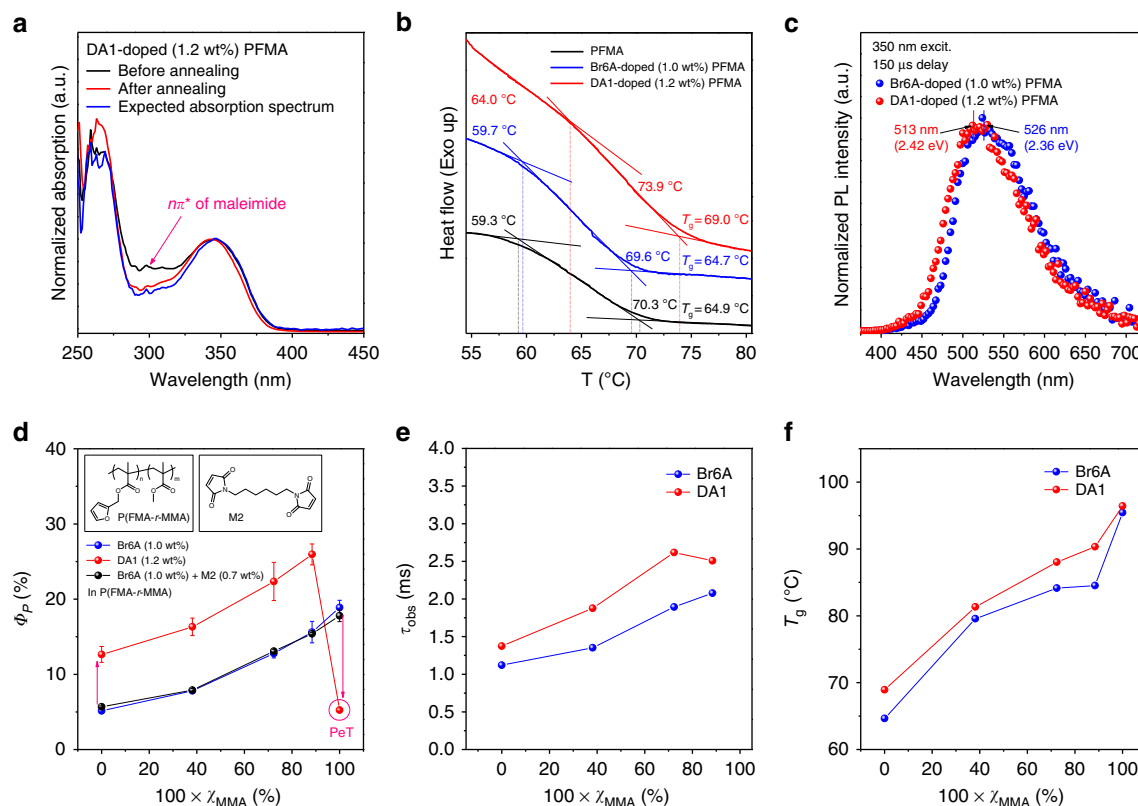 a
DA1-doped (1.2 wt%) PFMA
Before annealing
After annealing
Expected absorption spectrum
nπ* of maleimide
Normalized absorption (a.u.)
250 300 350 400 450
Wavelength (nm)
b
PFMA
Br6A-doped (1.0 wt%) PFMA
DA1-doped (1.2 wt%) PFMA
64.0 °C
59.7 °C
73.9 °C
59.3 °C
Tg = 69.0 °C
69.6 °C
Tg = 64.7 °C
70.3 °C
Tg = 64.9 °C
Heat flow (Exo up)
55 60 65 70 75 80
T (°C)
c
350 nm excit.
150 µs delay
Br6A-doped (1.0 wt%) PFMA
DA1-doped (1.2 wt%) PFMA
513 nm
(2.42 eV)
526 nm
(2.36 eV)
Normalized PL intensity (a.u.)
400 450 500 550 600 650 700
Wavelength (nm)
d
40
30
20
10
0
ΦP (%)
n
m
O
O
O
O
O
P(FMA-r-MMA)
O
O
N
N
O
O
M2
Br6A (1.0 wt%)
DA1 (1.2 wt%)
Br6A (1.0 wt%) + M2 (0.7 wt%)
In P(FMA-r-MMA)
PeT
0 20 40 60 80 100
100 × χMMA (%)
e
Br6A
DA1
3.5
3.0
2.5
2.0
1.5
1.0
0.5
0.0
τobs (ms)
0 20 40 60 80 100
100 × χMMA (%)
f
Br6A
DA1
100
90
80
70
60
Tg (°C)
0 20 40 60 80 100
100 × χMMA (%)